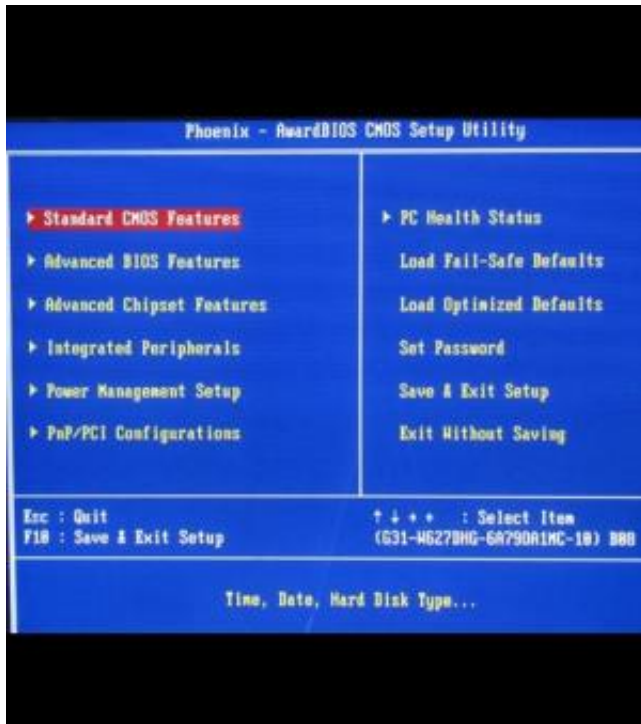 Phoenix - AwardBIOS CMOS Setup Utility
Standard CMOS Features
Advanced BIOS Features
Advanced Chipset Features
Integrated Peripherals
Power Management Setup
PnP/PCI Configurations
PC Health Status
Load Fail-Safe Defaults
Load Optimized Defaults
Set Password
Save & Exit Setup
Exit Without Saving
Esc : Quit
F10 : Save & Exit Setup
: Select Item
Time, Date, Hard Disk Type...